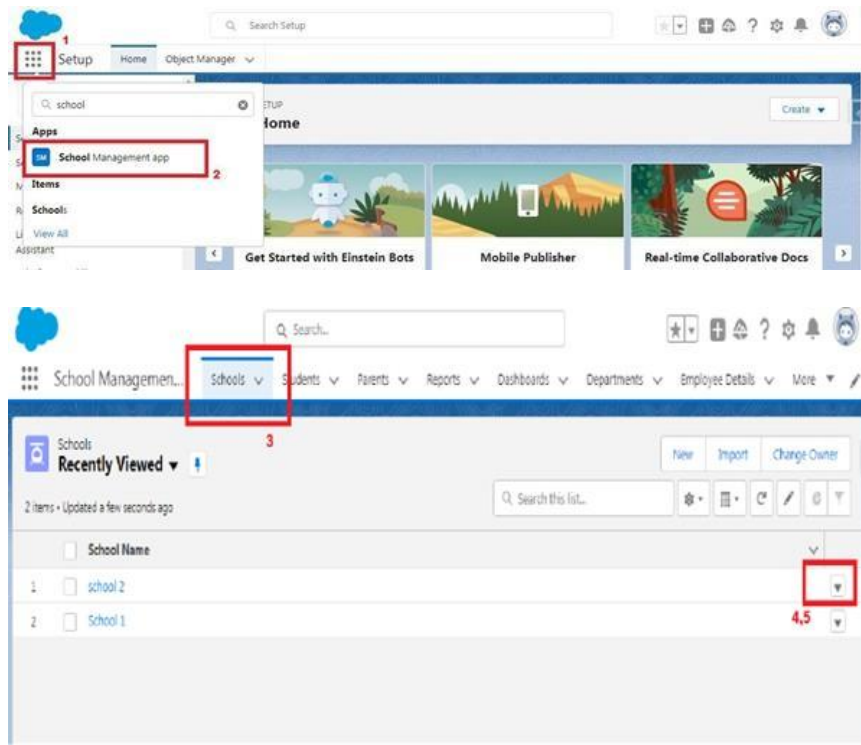 Search Setup
1
Setup Home Object Manager
school
SETUP
Home
Create
Apps
SM School Management app
2
Items
Schools
View All
Assistant
Get Started with Einstein Bots Mobile Publisher Real-time Collaborative Docs
Search...
School Managemen... Schools Students Parents Reports Dashboards Departments Employee Details More
3
Schools
Recently Viewed
New Import Change Owner
2 items • Updated a few seconds ago
Search this list...
School Name
1 school 2
2 School 1
4,5